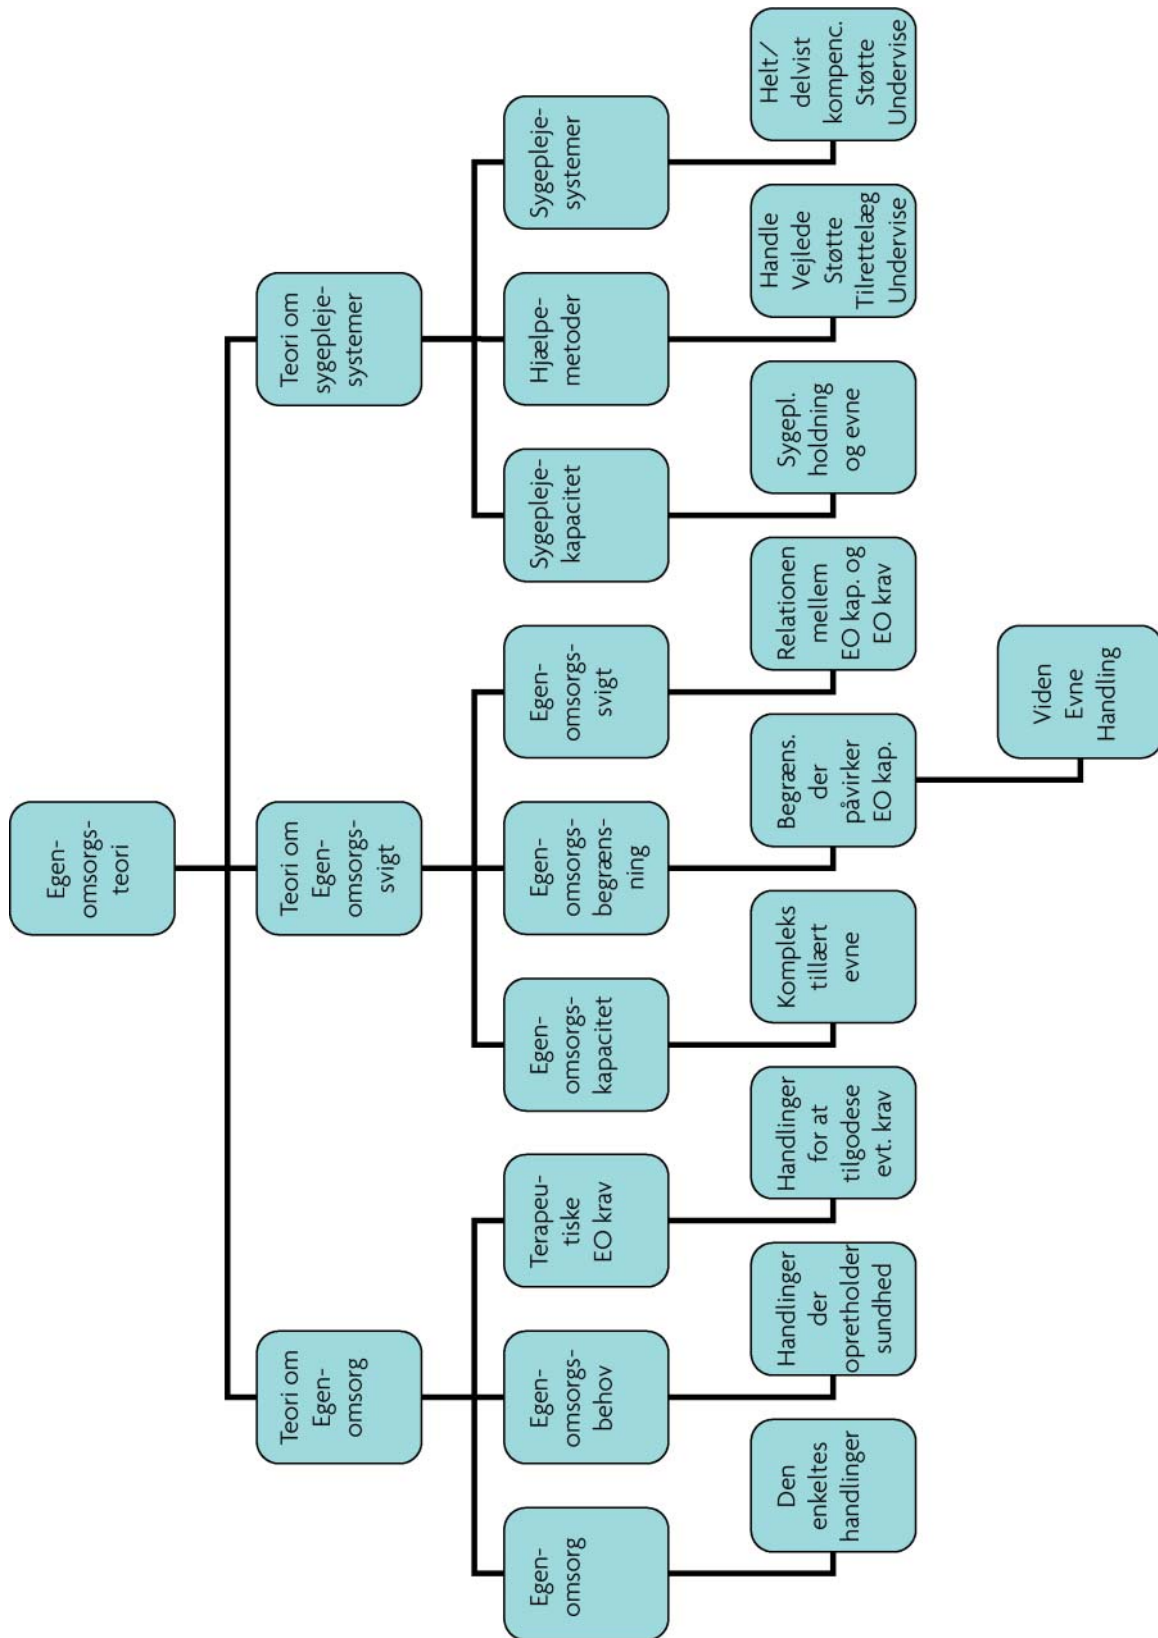 Egen-
omsorgs-
teori
Teori om
Egen-
omsorg
Teori om
Egen-
omsorgs-
svigt
Teori om
sygepleje-
systemer
Egen-
omsorg
Egen-
omsorgs-
behov
Terapeu-
tiske
EO krav
Egen-
omsorgs-
kapacitet
Egen-
omsorgs-
begræns-
ning
Egen-
omsorgs-
svigt
Sygepleje-
kapacitet
Hjælpe-
metoder
Sygepleje-
systemer
Den
enkeltes
handlinger
Handlinger
der
opretholder
sundhed
Handlinger
for at
tilgodese
evt. krav
Kompleks
tillært
evne
Begræns.
der
påvirker
EO kap.
Relationen
mellem
EO kap. og
EO krav
Sygepl.
holdning
og evne
Handle
Vejlede
Støtte
Tilrettelæg
Undervise
Helt/
delvist
kompenc.
Støtte
Undervise
Viden
Evne
Handling